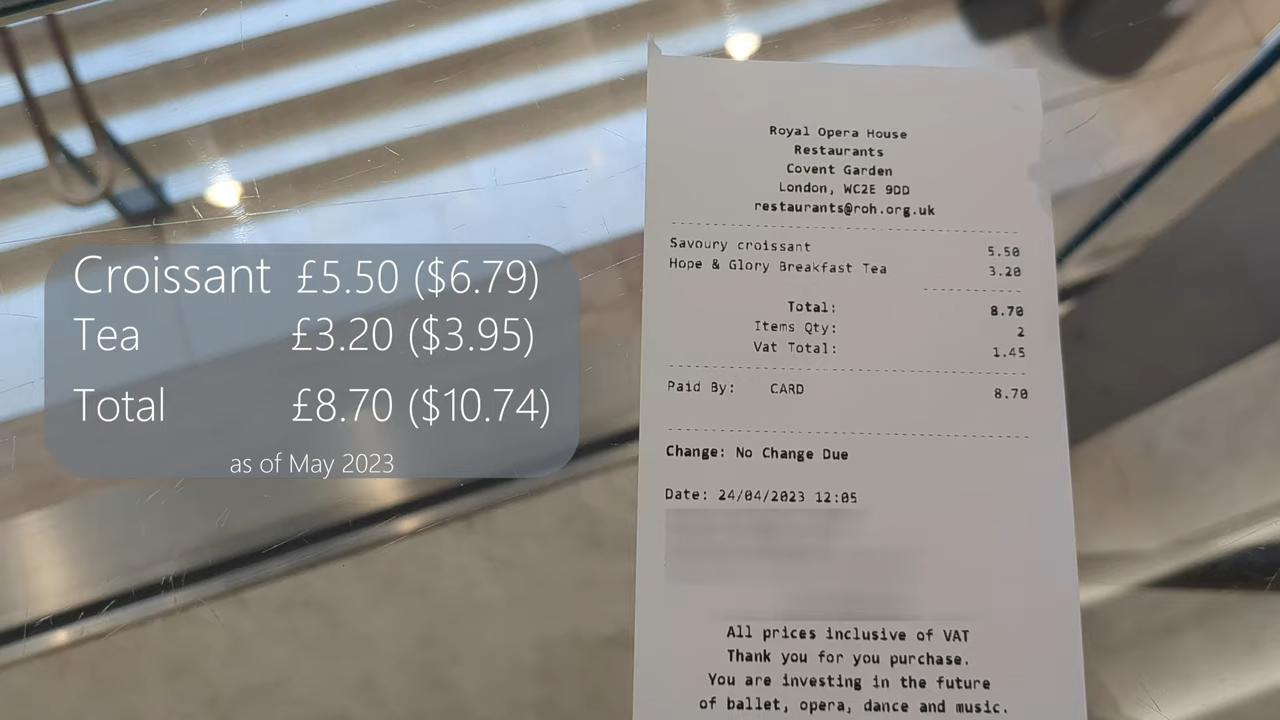 Croissant £5.50 ($6.79)
Tea £3.20 ($3.95)
Total £8.70 ($10.74)
as of May 2023
Royal Opera House
Restaurants
Covent Garden
London, WC2E 9DD
restaurants@roh.org.uk
Savoury croissant 5.50
Hope & Glory Breakfast Tea 3.20
Total: 8.70
Items Qty: 2
Vat Total: 1.45
Paid By: CARD 8.70
Change: No Change Due
Date: 24/04/2023 12:05
All prices inclusive of VAT
Thank you for you purchase.
You are investing in the future
of ballet, opera, dance and music.